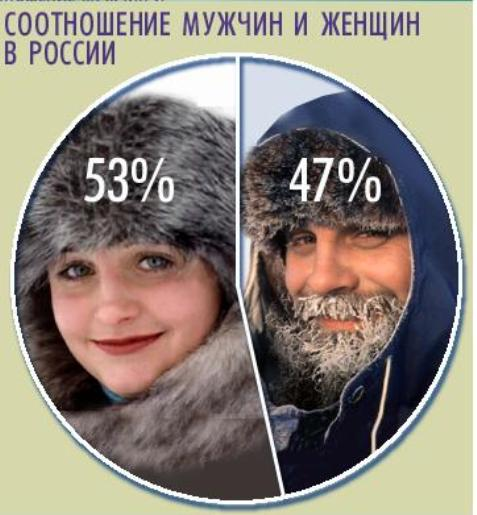 СООТНОШЕНИЕ МУЖЧИН И ЖЕНЩИН
В РОССИИ
53%
47%